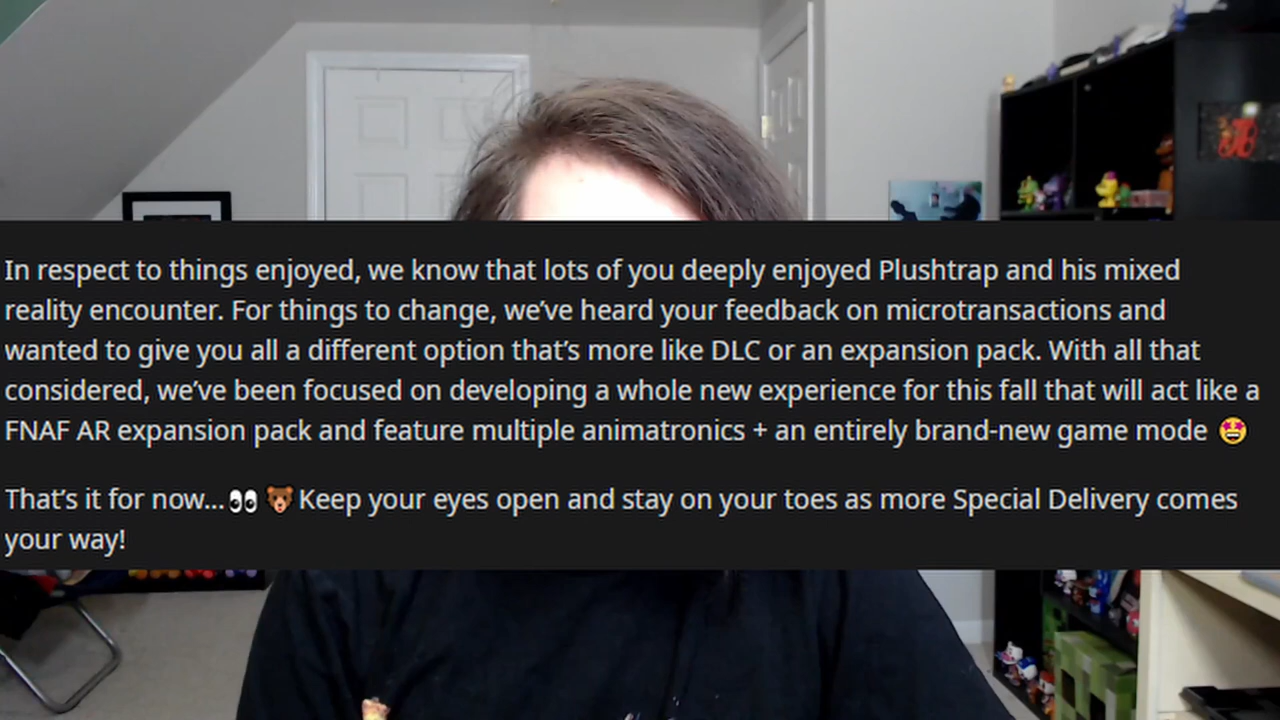 In respect to things enjoyed, we know that lots of you deeply enjoyed Plushtrap and his mixed
reality encounter. For things to change, we’ve heard your feedback on microtransactions and
wanted to give you all a different option that’s more like DLC or an expansion pack. With all that
considered, we’ve been focused on developing a whole new experience for this fall that will act like a
FNAF AR expansion pack and feature multiple animatronics + an entirely brand-new game mode 🤩
That’s it for now...👀 🐻 Keep your eyes open and stay on your toes as more Special Delivery comes
your way!